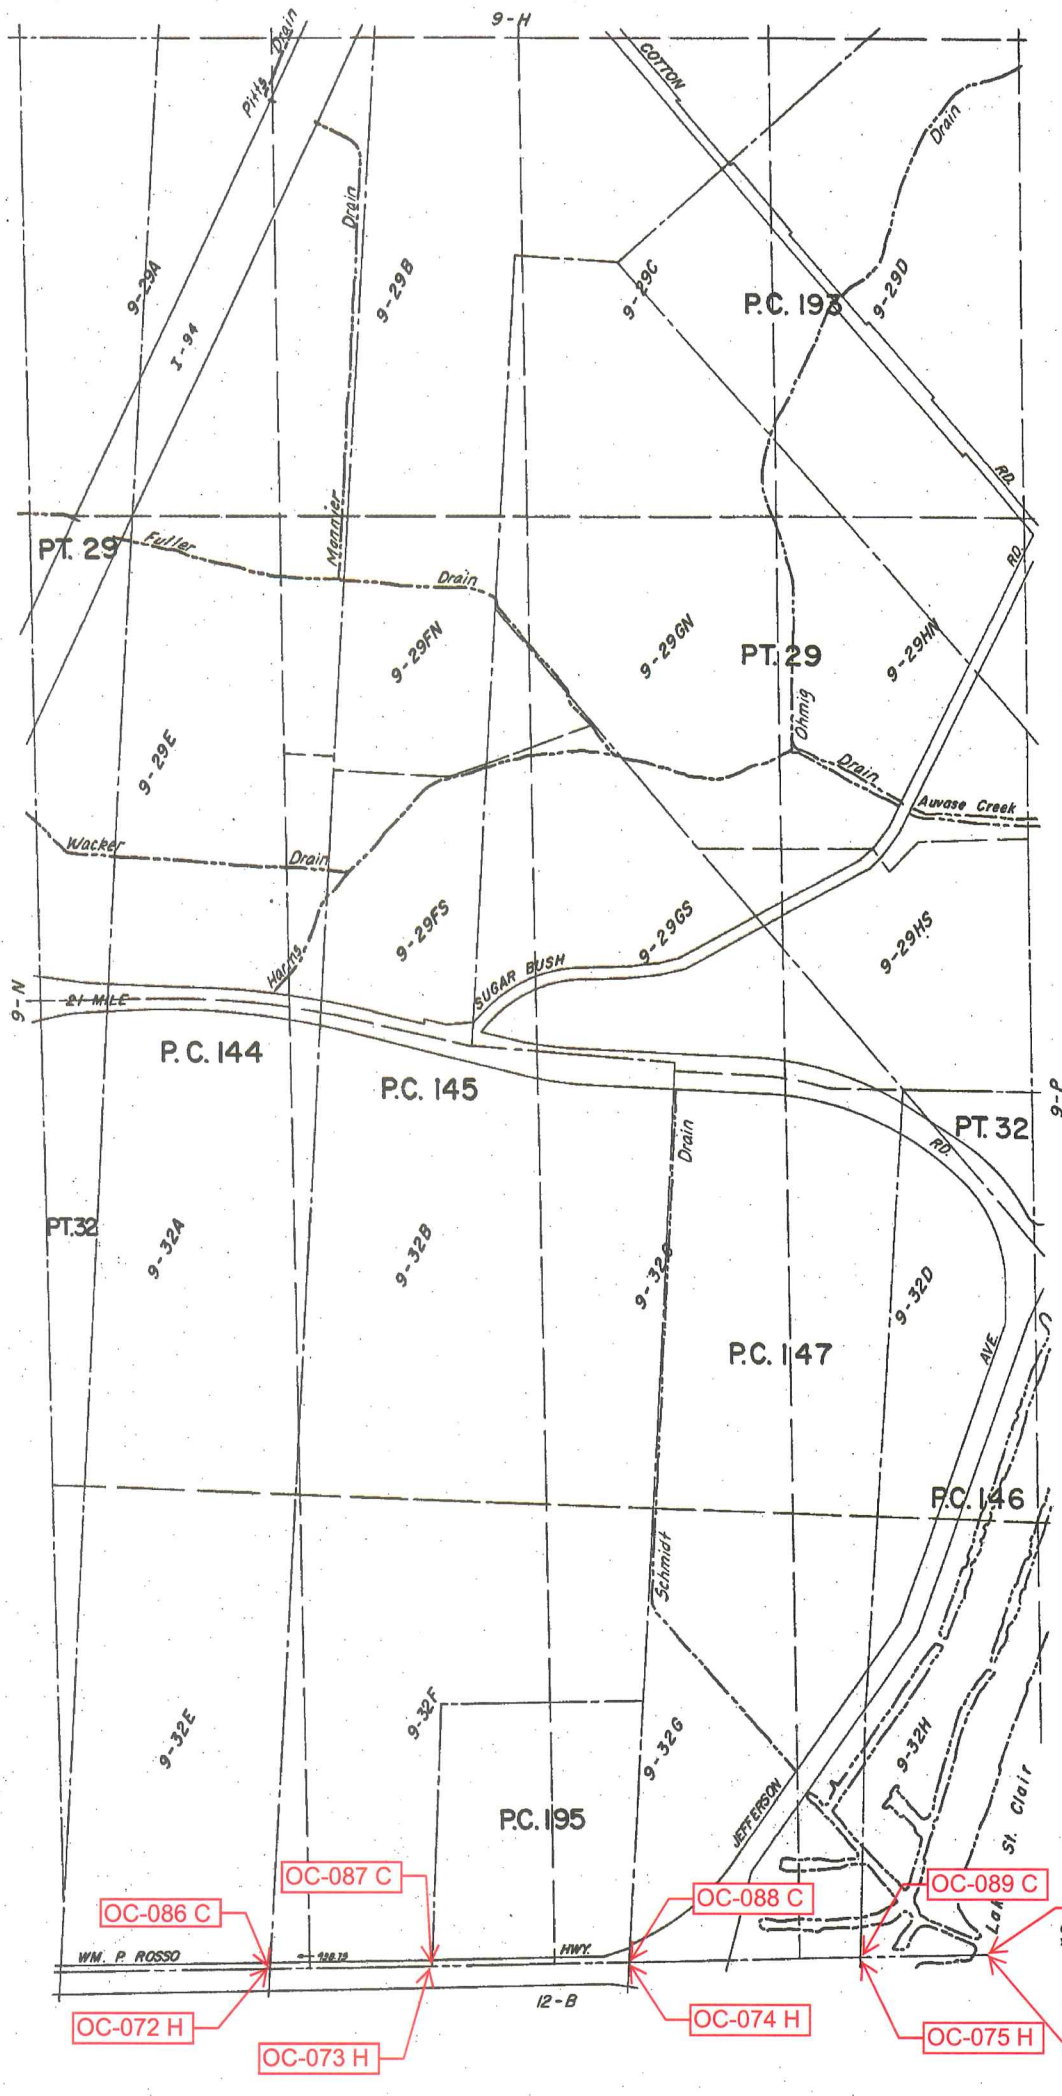 9-H
Pitts Drain
COTTON
Drain
Drain
9-29A
9-29B
9-29C
9-29D
P.C. 193
I-94
RD.
Monnier
PT. 29
Fuller
Drain
RD.
9-29FN
9-29GN
PT. 29
9-29HN
Ohmig
9-29E
Drain
Auvase Creek
Wacker
Drain
9-29FS
9-29GS
9-29HS
SUGAR BUSH
9-N
21 MILE
P.C. 144
P.C. 145
9-P
Drain
RD.
PT. 32
PT.32
9-32A
9-32B
9-32D
P.C. 147
AVE.
P.C. 146
Schmidt
9-32E
9-32F
9-32G
9-32H
JEFFERSON
St. Clair
P.C. 195
OC-087 C
OC-086 C
OC-088 C
OC-089 C
WM. P. ROSSO
HWY.
12-B
OC-072 H
OC-073 H
OC-074 H
OC-075 H